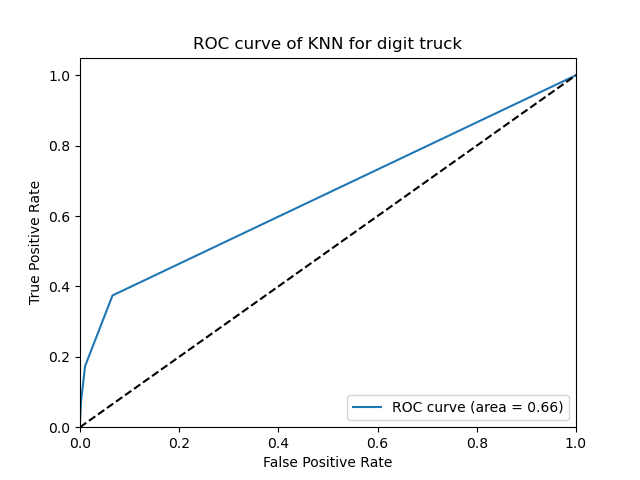 ROC curve of KNN for digit truck
True Positive Rate
1.0
0.8
0.6
0.4
0.2
0.0
ROC curve (area = 0.66)
0.0 0.2 0.4 0.6 0.8 1.0
False Positive Rate